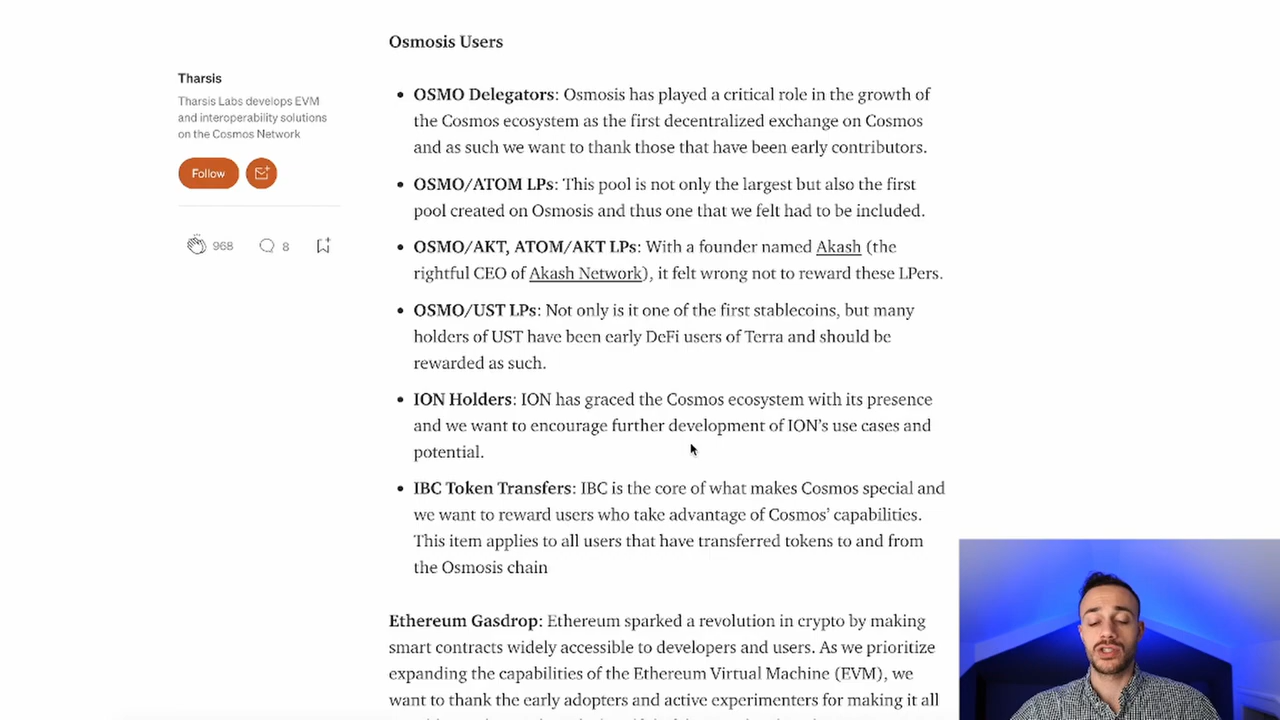 Osmosis Users
Tharsis
Tharsis Labs develops EVM
and interoperability solutions
on the Cosmos Network
Follow
968
8
• OSMO Delegators: Osmosis has played a critical role in the growth of
the Cosmos ecosystem as the first decentralized exchange on Cosmos
and as such we want to thank those that have been early contributors.
• OSMO/ATOM LPs: This pool is not only the largest but also the first
pool created on Osmosis and thus one that we felt had to be included.
• OSMO/AKT, ATOM/AKT LPs: With a founder named Akash (the
rightful CEO of Akash Network), it felt wrong not to reward these LPers.
• OSMO/UST LPs: Not only is it one of the first stablecoins, but many
holders of UST have been early DeFi users of Terra and should be
rewarded as such.
• ION Holders: ION has graced the Cosmos ecosystem with its presence
and we want to encourage further development of ION’s use cases and
potential.
• IBC Token Transfers: IBC is the core of what makes Cosmos special and
we want to reward users who take advantage of Cosmos’ capabilities.
This item applies to all users that have transferred tokens to and from
the Osmosis chain
Ethereum Gasdrop: Ethereum sparked a revolution in crypto by making
smart contracts widely accessible to developers and users. As we prioritize
expanding the capabilities of the Ethereum Virtual Machine (EVM), we
want to thank the early adopters and active experimenters for making it all